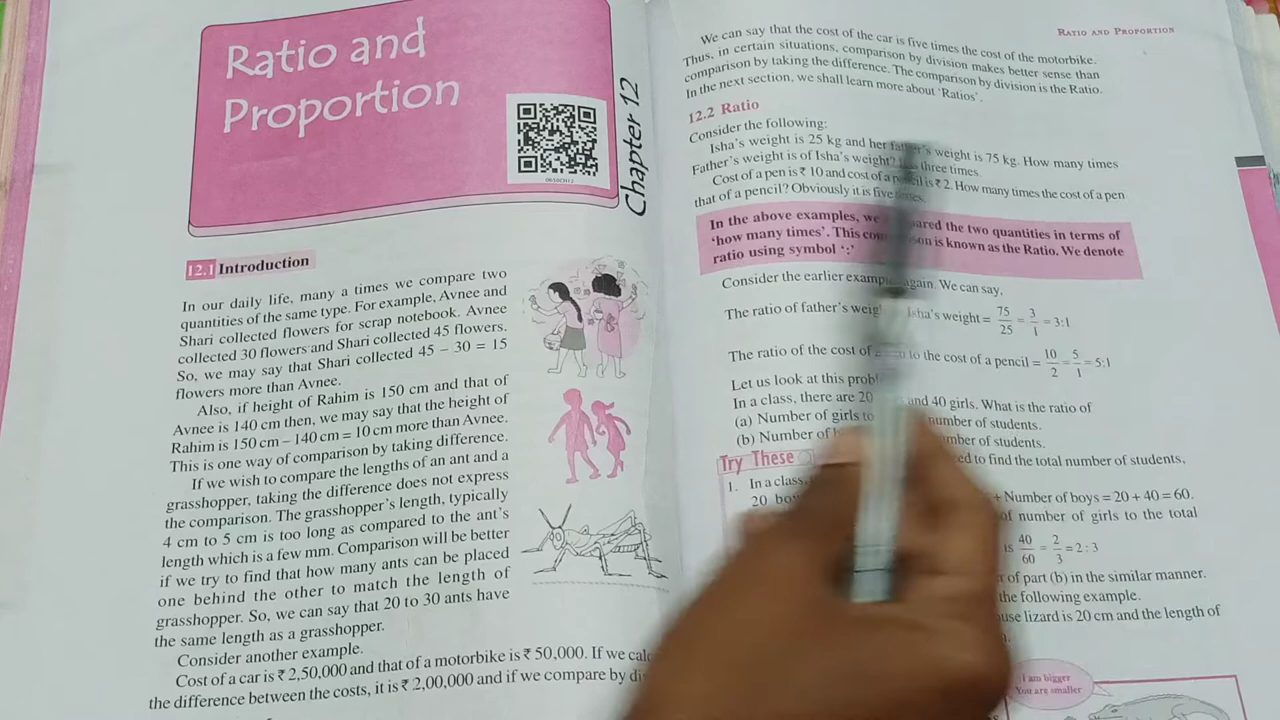 Ratio and
Proportion
Chapter 12
12.1 Introduction
In our daily life, many a times we compare two
quantities of the same type. For example, Avnee and
Shari collected flowers for scrap notebook. Avnee
collected 30 flowers and Shari collected 45 flowers.
So, we may say that Shari collected 45 – 30 = 15
flowers more than Avnee.
Also, if height of Rahim is 150 cm and that of
Avnee is 140 cm then, we may say that the height of
Rahim is 150 cm – 140 cm = 10 cm more than Avnee.
This is one way of comparison by taking difference.
If we wish to compare the lengths of an ant and a
grasshopper, taking the difference does not express
the comparison. The grasshopper's length, typically
4 cm to 5 cm is too long as compared to the ant's
length which is a few mm. Comparison will be better
if we try to find that how many ants can be placed
one behind the other to match the length of
grasshopper. So, we can say that 20 to 30 ants have
the same length as a grasshopper.
Consider another example.
Cost of a car is ₹ 2,50,000 and that of a motorbike is ₹ 50,000. If we
the difference between the costs, it is ₹ 2,00,000 and if we compare by
RATIO AND PROPORTION
We can say that the cost of the car is five times the cost of the motorbike.
Thus, in certain situations, comparison by division makes better sense than
comparison by taking the difference. The comparison by division is the Ratio.
In the next section, we shall learn more about 'Ratios'.
12.2 Ratio
Consider the following:
Isha's weight is 25 kg and her father's weight is 75 kg. How many times
Father's weight is of Isha's weight? three times
Cost of a pen is ₹ 10 and cost of a pencil is ₹ 2. How many times the cost of a pen
that of a pencil? Obviously it is five times.
In the above examples, we the two quantities in terms of
'how many times'. This is known as the Ratio. We denote
ratio using symbol ':'
Consider the earlier example again. We can say,
The ratio of father's Isha's weight = 75/25 = 3/1 = 3:1
The ratio of the cost of to the cost of a pencil = 10/2 = 5/1 = 5:1
Let us look at this
In a class, there are 20 and 40 girls. What is the ratio of
(a) Number of girls to number of students.
(b) Number of number of students.
Try These
to find the total number of students,
1. In a class,
20
+ Number of boys = 20 + 40 = 60.
of number of girls to the total
is 40/60 = 2/3 = 2 : 3
of part (b) in the similar manner.
the following example.
lizard is 20 cm and the length of
I am bigger
You are smaller